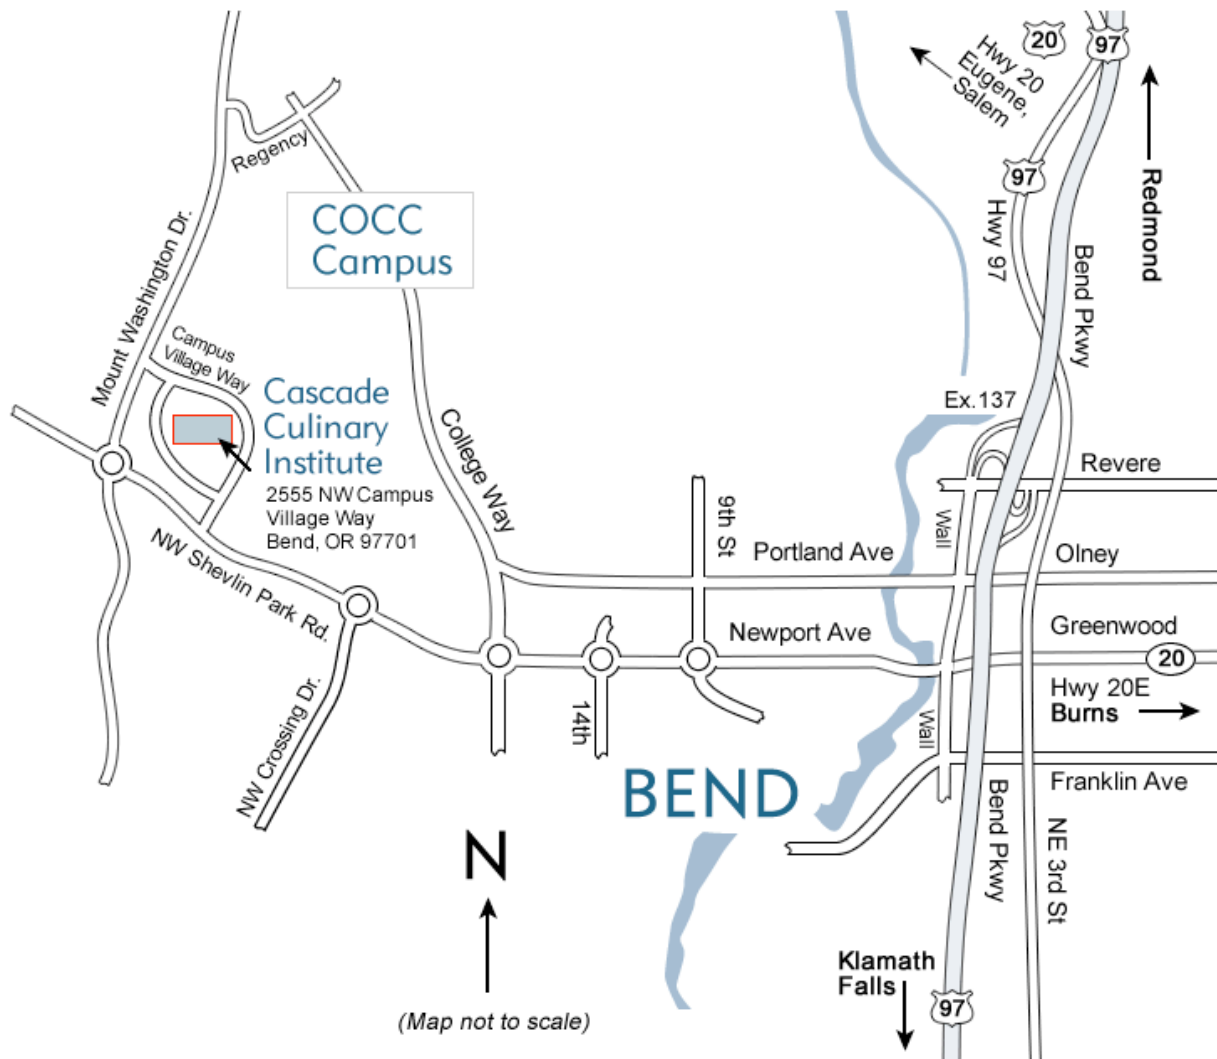 20
97
Hwy 20
Eugene,
Salem
97
Hwy 97
Redmond
Bend Pkwy
Regency
COCC
Campus
Mount Washington Dr.
Campus
Village Way
Cascade
Culinary
Institute
2555 NW Campus
Village Way
Bend, OR 97701
College Way
Ex.137
Revere
9th St
Wall
Portland Ave
Olney
NW Shevlin Park Rd.
Newport Ave
Greenwood
20
Hwy 20E
Burns
NW Crossing Dr.
14th
Wall
BEND
Franklin Ave
Bend Pkwy
NE 3rd St
N
Klamath
Falls
97
(Map not to scale)